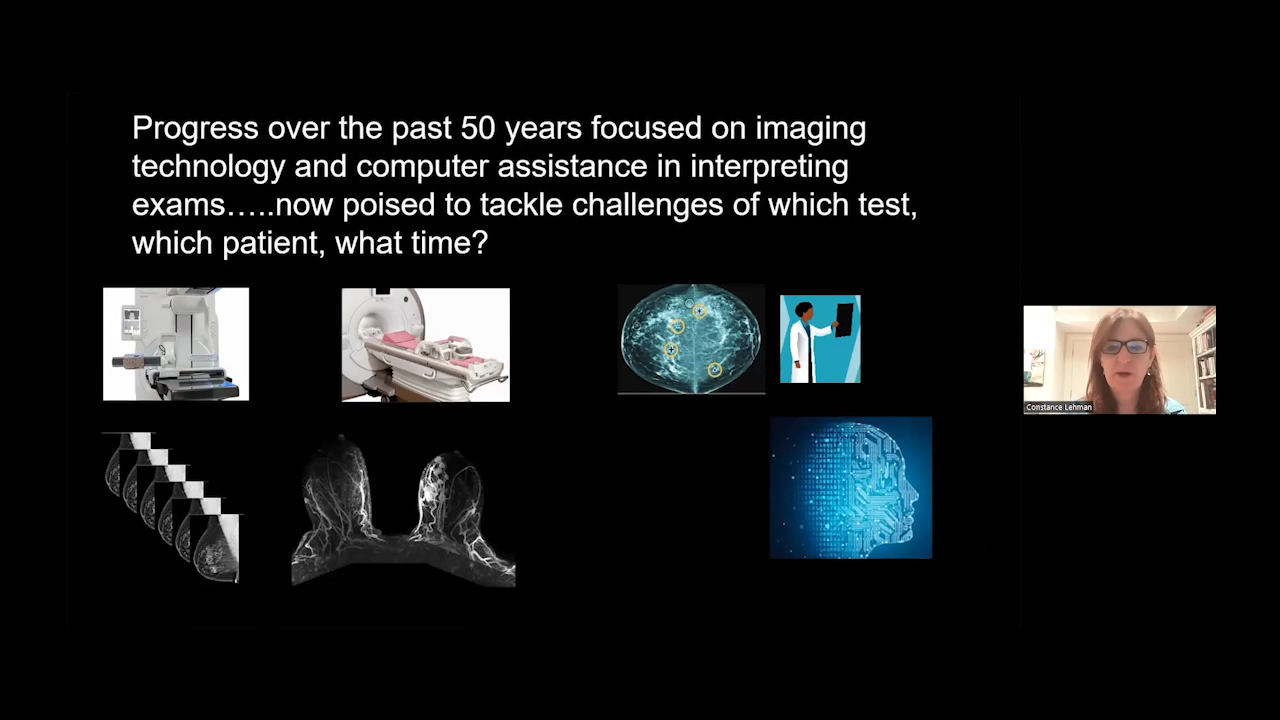 Progress over the past 50 years focused on imaging
technology and computer assistance in interpreting
exams…..now poised to tackle challenges of which test,
which patient, what time?
Constance Lehman